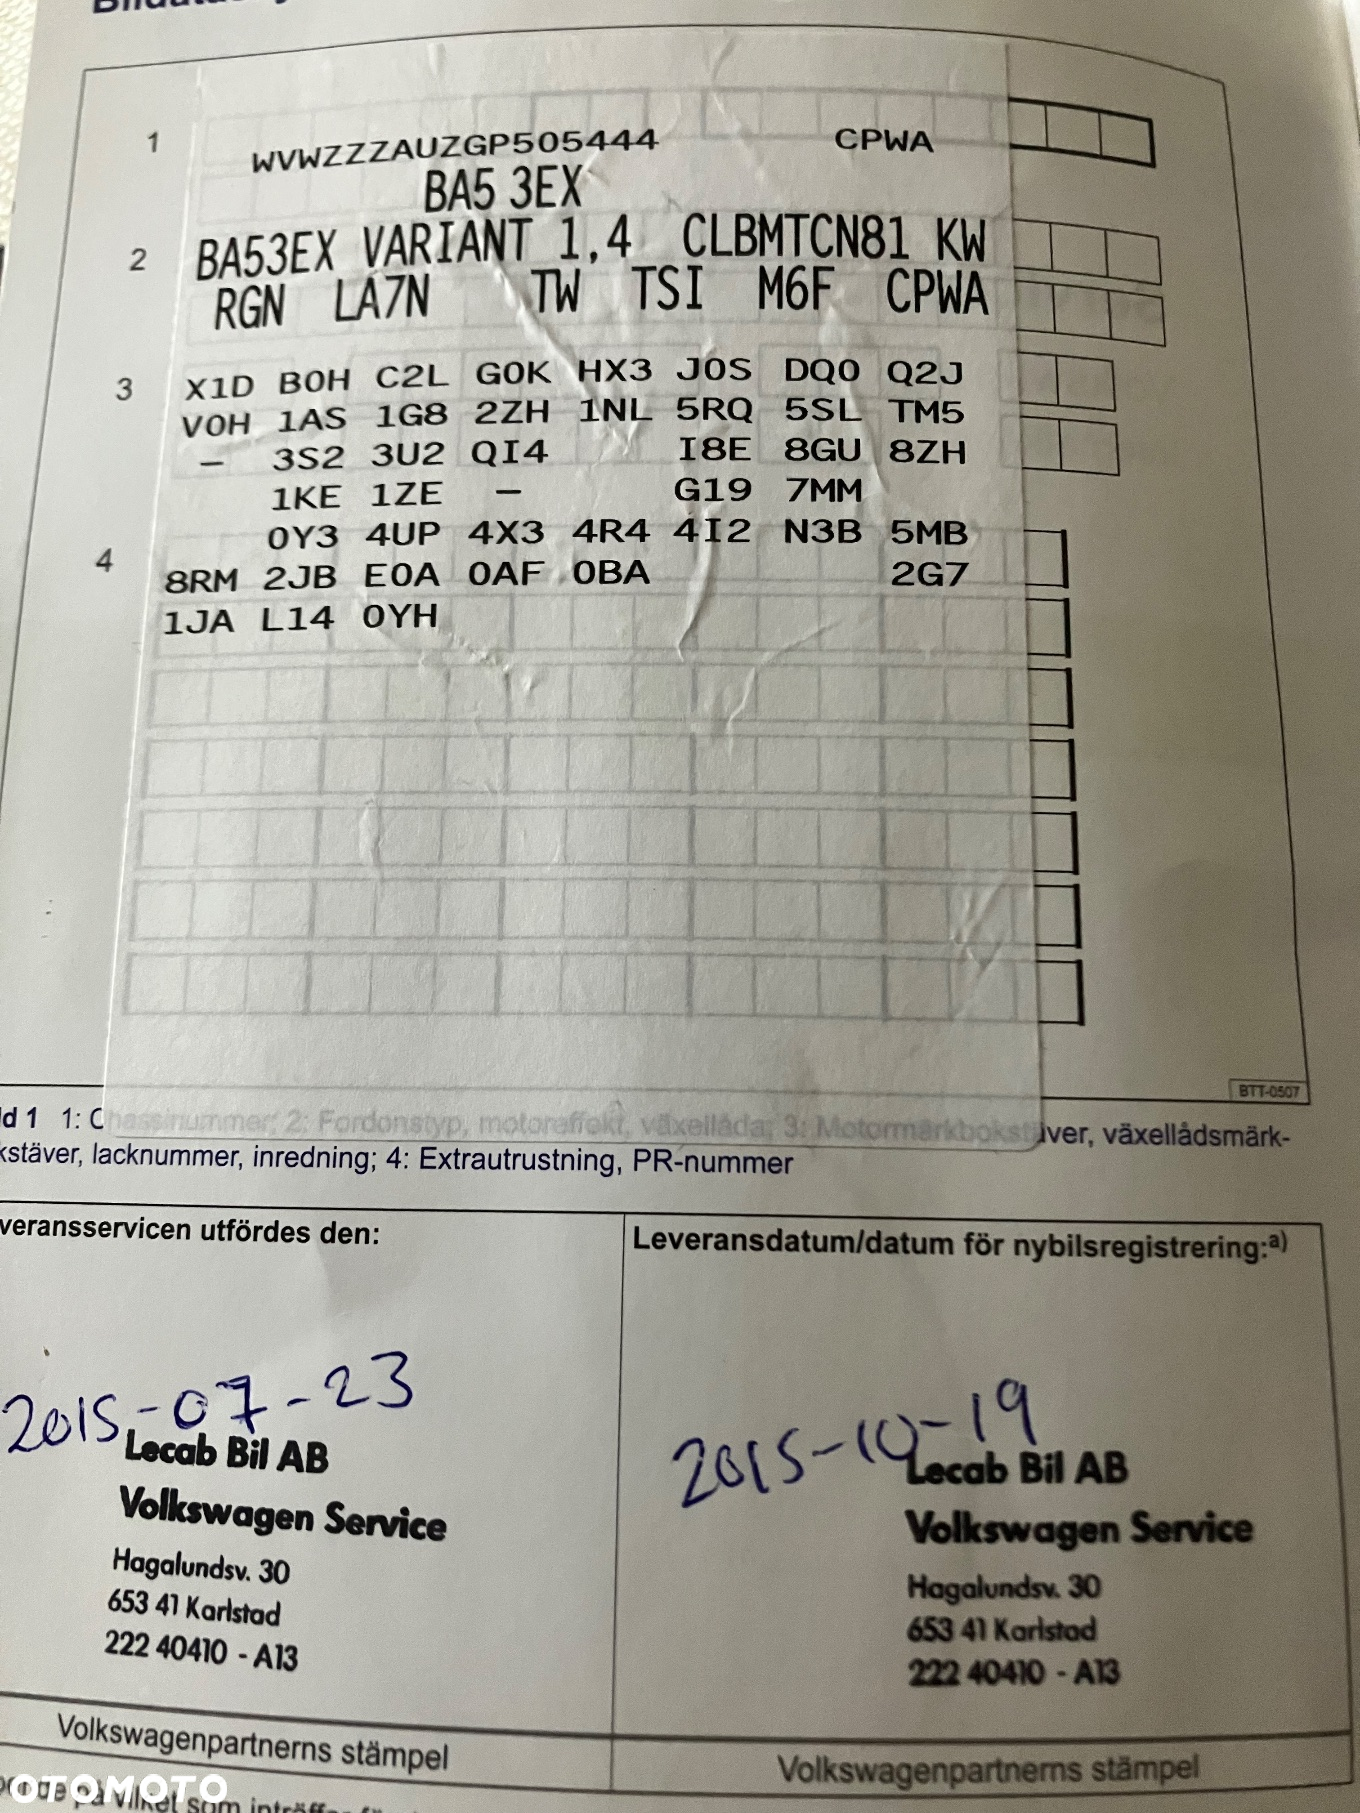 1 WVWZZZAUZGP505444 CPWA
BA5 3EX
2 BA53EX VARIANT 1,4 CLBMTCN81 KW
RGN LA7N TW TSI M6F CPWA
3 X1D B0H C2L G0K HX3 J0S DQ0 Q2J
V0H 1AS 1G8 2ZH 1NL 5RQ 5SL TM5
– 3S2 3U2 QI4 I8E 8GU 8ZH
1KE 1ZE – G19 7MM
0Y3 4UP 4X3 4R4 4I2 N3B 5MB
4 8RM 2JB E0A 0AF 0BA 2G7
1JA L14 0YH
BTT-0507
d 1 1: Chassinummer; 2: Fordonstyp, motoreffekt, växellåda; 3: Motormärkbokstäver, växellådsmärk-
kstäver, lacknummer, inredning; 4: Extrautrustning, PR-nummer
veransservicen utfördes den:
2015-07-23
Lecab Bil AB
Volkswagen Service
Hagalundsv. 30
653 41 Karlstad
222 40410 - A13
Volkswagenpartnerns stämpel
Leveransdatum/datum för nybilsregistrering:a)
2015-10-19
Lecab Bil AB
Volkswagen Service
Hagalundsv. 30
653 41 Karlstad
222 40410 - A13
Volkswagenpartnerns stämpel
på vilket som
OTOMOTO